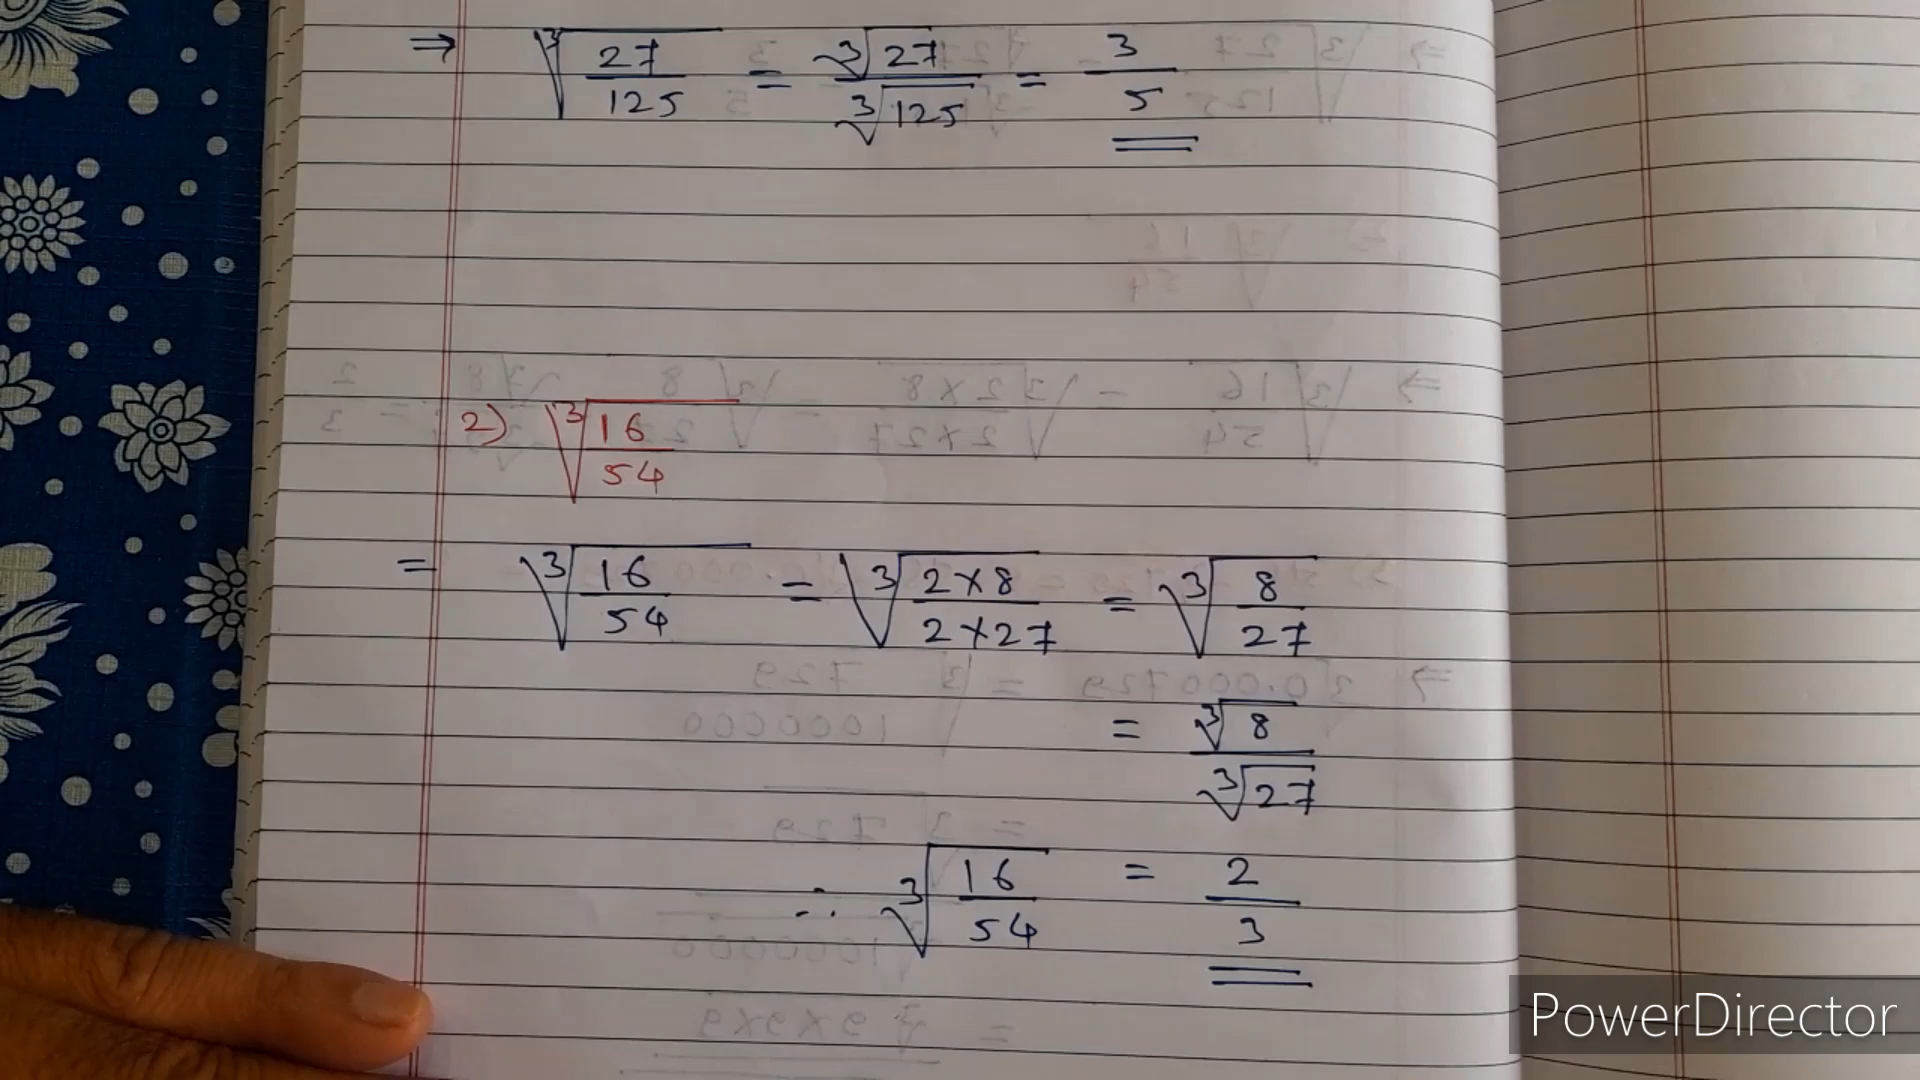 ⇒ ∛(27/125) = ∛27/∛125 = 3/5
2) ∛(16/54)
= ∛(16/54) = ∛(2×8/2×27) = ∛(8/27)
= ∛8/∛27
∴ ∛(16/54) = 2/3
PowerDirector